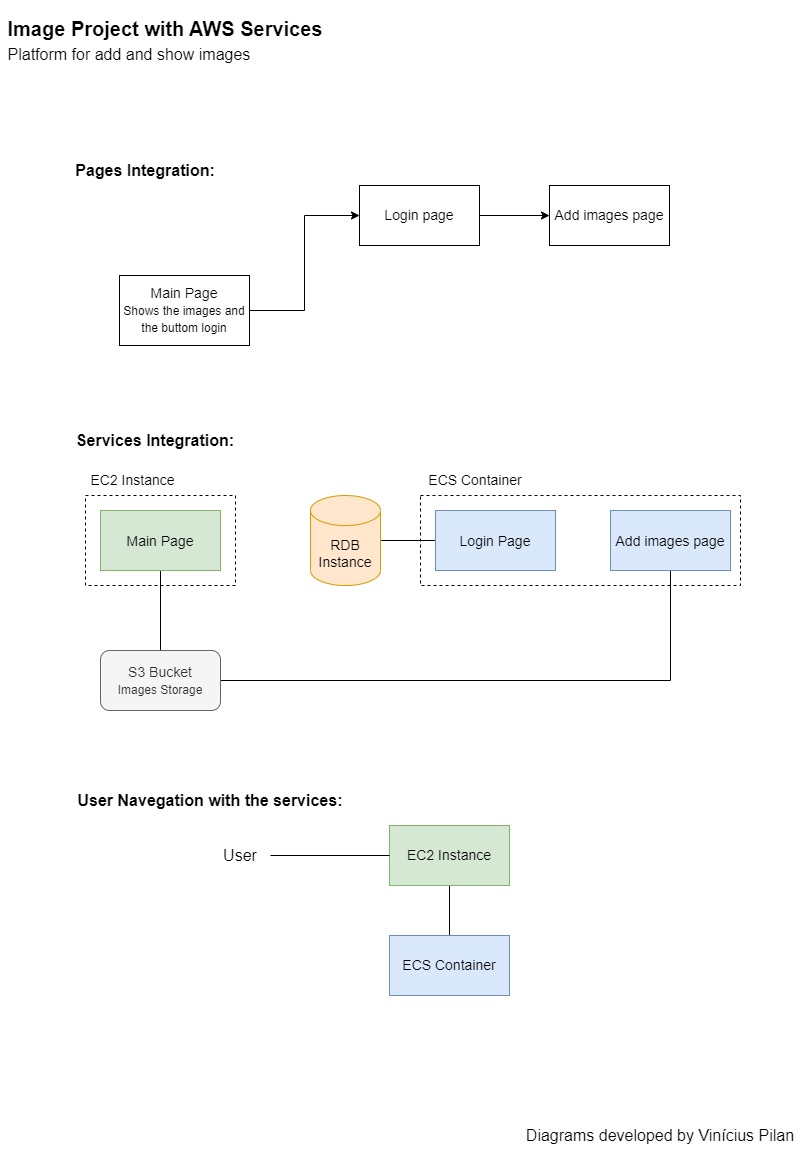 Image Project with AWS Services
Platform for add and show images
Pages Integration:
Login page
Add images page
Main Page
Shows the images and
the buttom login
Services Integration:
EC2 Instance
ECS Container
Main Page
RDB
Instance
Login Page
Add images page
S3 Bucket
Images Storage
User Navegation with the services:
User
EC2 Instance
ECS Container
Diagrams developed by Vinícius Pilan